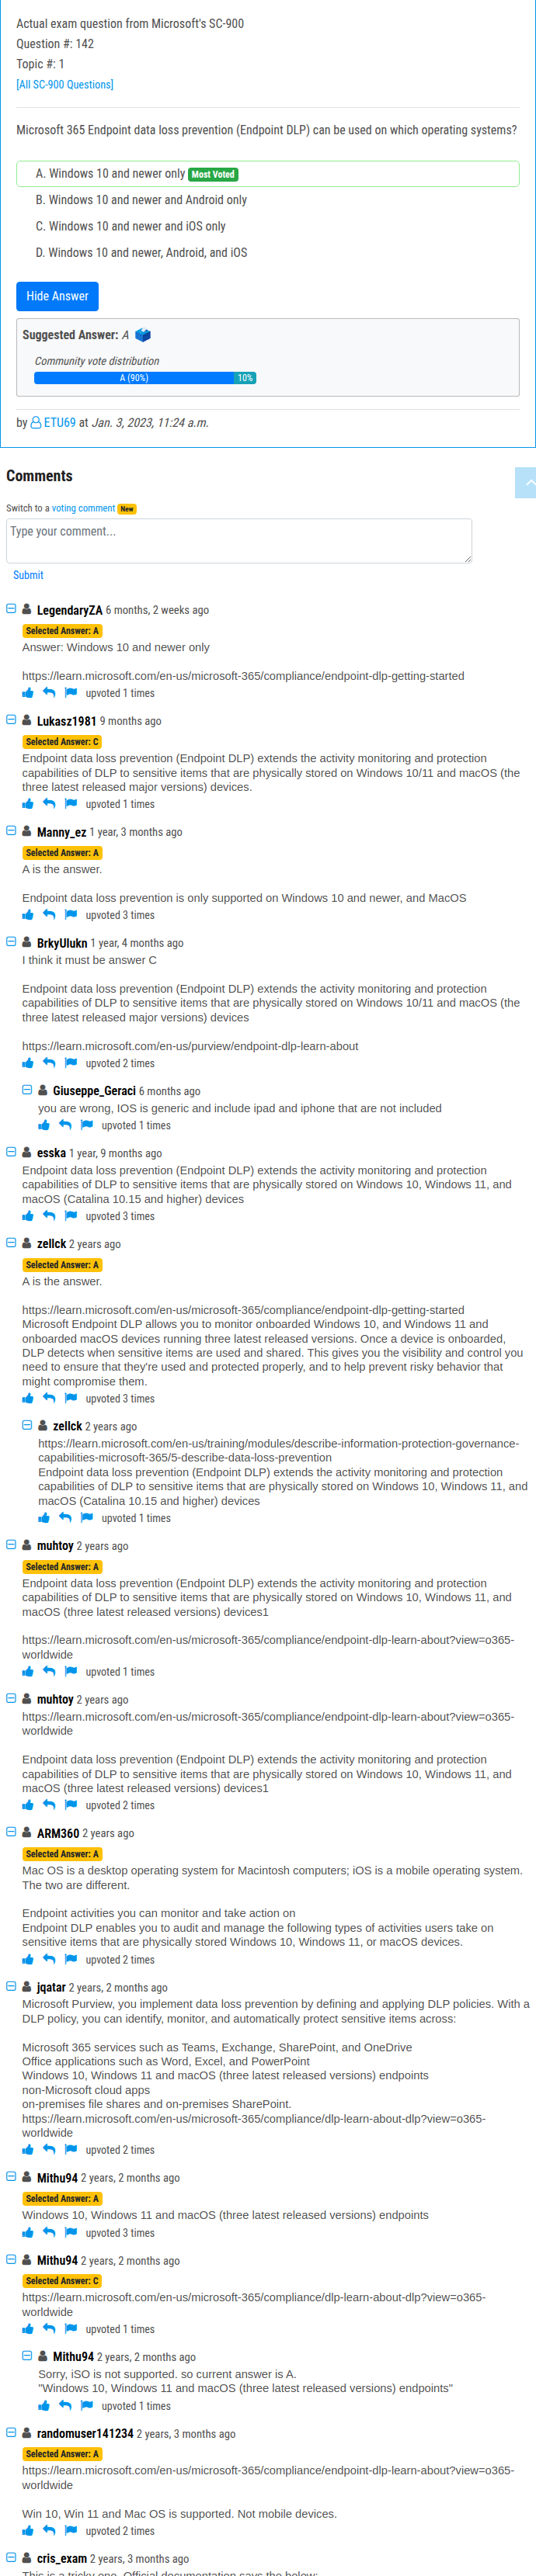 Actual exam question from Microsoft's SC-900
Question #: 142
Topic #: 1
[All SC-900 Questions]
Microsoft 365 Endpoint data loss prevention (Endpoint DLP) can be used on which operating systems?
A. Windows 10 and newer only Most Voted
B. Windows 10 and newer and Android only
C. Windows 10 and newer and iOS only
D. Windows 10 and newer, Android, and iOS
Hide Answer
Suggested Answer: A
Community vote distribution
A (90%) 10%
by ETU69 at Jan. 3, 2023, 11:24 a.m.
Comments
Switch to a voting comment New
Type your comment...
Submit
LegendaryZA 6 months, 2 weeks ago
Selected Answer: A
Answer: Windows 10 and newer only
https://learn.microsoft.com/en-us/microsoft-365/compliance/endpoint-dlp-getting-started
upvoted 1 times
Lukasz1981 9 months ago
Selected Answer: C
Endpoint data loss prevention (Endpoint DLP) extends the activity monitoring and protection
capabilities of DLP to sensitive items that are physically stored on Windows 10/11 and macOS (the
three latest released major versions) devices.
upvoted 1 times
Manny_ez 1 year, 3 months ago
Selected Answer: A
A is the answer.
Endpoint data loss prevention is only supported on Windows 10 and newer, and MacOS
upvoted 3 times
BrkyUlukn 1 year, 4 months ago
I think it must be answer C
Endpoint data loss prevention (Endpoint DLP) extends the activity monitoring and protection
capabilities of DLP to sensitive items that are physically stored on Windows 10/11 and macOS (the
three latest released major versions) devices
https://learn.microsoft.com/en-us/purview/endpoint-dlp-learn-about
upvoted 2 times
Giuseppe_Geraci 6 months ago
you are wrong, IOS is generic and include ipad and iphone that are not included
upvoted 1 times
esska 1 year, 9 months ago
Endpoint data loss prevention (Endpoint DLP) extends the activity monitoring and protection
capabilities of DLP to sensitive items that are physically stored on Windows 10, Windows 11, and
macOS (Catalina 10.15 and higher) devices
upvoted 3 times
zellck 2 years ago
Selected Answer: A
A is the answer.
https://learn.microsoft.com/en-us/microsoft-365/compliance/endpoint-dlp-getting-started
Microsoft Endpoint DLP allows you to monitor onboarded Windows 10, and Windows 11 and
onboarded macOS devices running three latest released versions. Once a device is onboarded,
DLP detects when sensitive items are used and shared. This gives you the visibility and control you
need to ensure that they're used and protected properly, and to help prevent risky behavior that
might compromise them.
upvoted 3 times
zellck 2 years ago
https://learn.microsoft.com/en-us/training/modules/describe-information-protection-governance-
capabilities-microsoft-365/5-describe-data-loss-prevention
Endpoint data loss prevention (Endpoint DLP) extends the activity monitoring and protection
capabilities of DLP to sensitive items that are physically stored on Windows 10, Windows 11, and
macOS (Catalina 10.15 and higher) devices
upvoted 1 times
muhtoy 2 years ago
Selected Answer: A
Endpoint data loss prevention (Endpoint DLP) extends the activity monitoring and protection
capabilities of DLP to sensitive items that are physically stored on Windows 10, Windows 11, and
macOS (three latest released versions) devices1
https://learn.microsoft.com/en-us/microsoft-365/compliance/endpoint-dlp-learn-about?view=o365-
worldwide
upvoted 1 times
muhtoy 2 years ago
https://learn.microsoft.com/en-us/microsoft-365/compliance/endpoint-dlp-learn-about?view=o365-
worldwide
Endpoint data loss prevention (Endpoint DLP) extends the activity monitoring and protection
capabilities of DLP to sensitive items that are physically stored on Windows 10, Windows 11, and
macOS (three latest released versions) devices1
upvoted 2 times
ARM360 2 years ago
Selected Answer: A
Mac OS is a desktop operating system for Macintosh computers; iOS is a mobile operating system.
The two are different.
Endpoint activities you can monitor and take action on
Endpoint DLP enables you to audit and manage the following types of activities users take on
sensitive items that are physically stored Windows 10, Windows 11, or macOS devices.
upvoted 2 times
jqatar 2 years, 2 months ago
Microsoft Purview, you implement data loss prevention by defining and applying DLP policies. With a
DLP policy, you can identify, monitor, and automatically protect sensitive items across:
Microsoft 365 services such as Teams, Exchange, SharePoint, and OneDrive
Office applications such as Word, Excel, and PowerPoint
Windows 10, Windows 11 and macOS (three latest released versions) endpoints
non-Microsoft cloud apps
on-premises file shares and on-premises SharePoint.
https://learn.microsoft.com/en-us/microsoft-365/compliance/dlp-learn-about-dlp?view=o365-
worldwide
upvoted 2 times
Mithu94 2 years, 2 months ago
Selected Answer: A
Windows 10, Windows 11 and macOS (three latest released versions) endpoints
upvoted 3 times
Mithu94 2 years, 2 months ago
Selected Answer: C
https://learn.microsoft.com/en-us/microsoft-365/compliance/dlp-learn-about-dlp?view=o365-
worldwide
upvoted 1 times
Mithu94 2 years, 2 months ago
Sorry, iSO is not supported. so current answer is A.
"Windows 10, Windows 11 and macOS (three latest released versions) endpoints"
upvoted 1 times
randomuser141234 2 years, 3 months ago
Selected Answer: A
https://learn.microsoft.com/en-us/microsoft-365/compliance/endpoint-dlp-learn-about?view=o365-
worldwide
Win 10, Win 11 and Mac OS is supported. Not mobile devices.
upvoted 2 times
cris_exam 2 years, 3 months ago
This is a tricky one. Official documentation says the below: